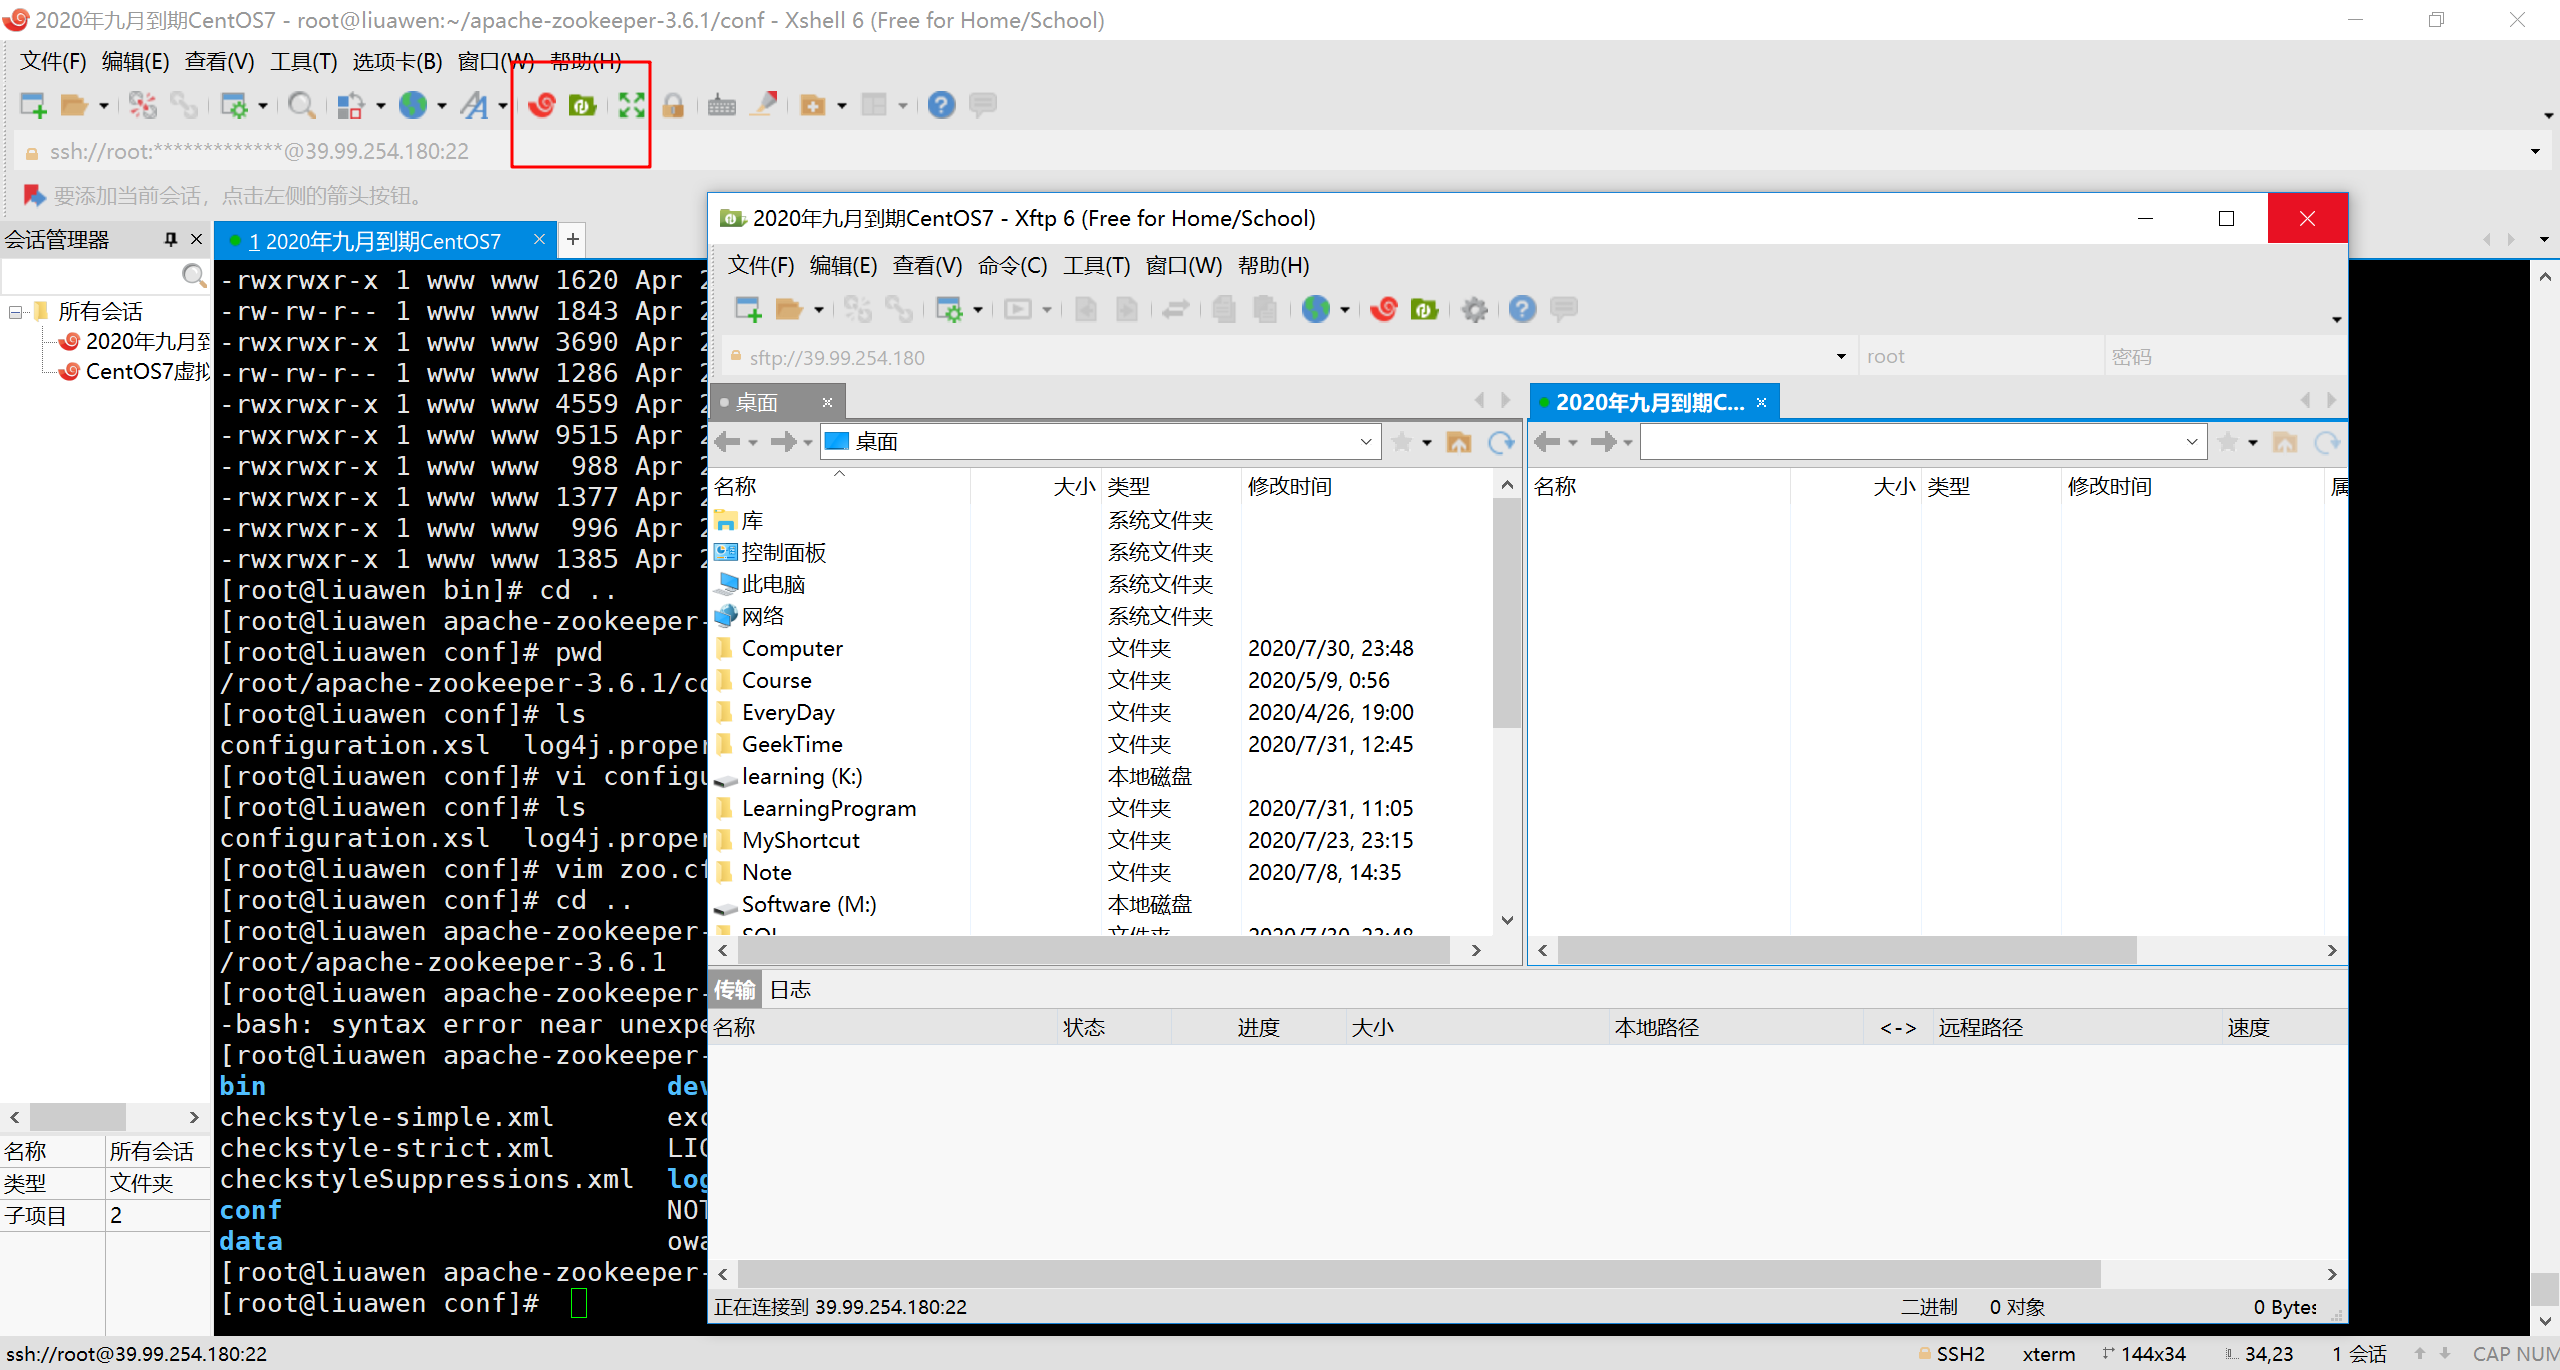 2020年九月到期CentOS7 - root@liuawen:~/apache-zookeeper-3.6.1/conf - Xshell 6 (Free for Home/School)
文件(F) 编辑(E) 查看(V) 工具(T) 选项卡(B) 窗口(W) 帮助(H)
ssh://root:*************@39.99.254.180:22
要添加当前会话，点击左侧的箭头按钮。
会话管理器
1 2020年九月到期CentOS7
所有会话
2020年九月到
CentOS7虚拟
名称 所有会话
类型 文件夹
子项目 2
-rwxrwxr-x 1 www www 1620 Apr 2
-rw-rw-r-- 1 www www 1843 Apr 2
-rwxrwxr-x 1 www www 3690 Apr 2
-rw-rw-r-- 1 www www 1286 Apr 2
-rwxrwxr-x 1 www www 4559 Apr 2
-rwxrwxr-x 1 www www 9515 Apr 2
-rwxrwxr-x 1 www www 988 Apr 2
-rwxrwxr-x 1 www www 1377 Apr 2
-rwxrwxr-x 1 www www 996 Apr 2
-rwxrwxr-x 1 www www 1385 Apr 2
[root@liuawen bin]# cd ..
[root@liuawen apache-zookeeper-
[root@liuawen conf]# pwd
/root/apache-zookeeper-3.6.1/co
[root@liuawen conf]# ls
configuration.xsl log4j.proper
[root@liuawen conf]# vi configu
[root@liuawen conf]# ls
configuration.xsl log4j.proper
[root@liuawen conf]# vim zoo.cf
[root@liuawen conf]# cd ..
[root@liuawen apache-zookeeper-
/root/apache-zookeeper-3.6.1
[root@liuawen apache-zookeeper-
-bash: syntax error near unexpe
[root@liuawen apache-zookeeper-
bin dev
checkstyle-simple.xml exc
checkstyle-strict.xml LIC
checkstyleSuppressions.xml log
conf NOT
data owa
[root@liuawen apache-zookeeper-
[root@liuawen conf]#
2020年九月到期CentOS7 - Xftp 6 (Free for Home/School)
文件(F) 编辑(E) 查看(V) 命令(C) 工具(T) 窗口(W) 帮助(H)
sftp://39.99.254.180 root 密码
桌面
桌面
名称 大小 类型 修改时间
库 系统文件夹
控制面板 系统文件夹
此电脑 系统文件夹
网络 系统文件夹
Computer 文件夹 2020/7/30, 23:48
Course 文件夹 2020/5/9, 0:56
EveryDay 文件夹 2020/4/26, 19:00
GeekTime 文件夹 2020/7/31, 12:45
learning (K:) 本地磁盘
LearningProgram 文件夹 2020/7/31, 11:05
MyShortcut 文件夹 2020/7/23, 23:15
Note 文件夹 2020/7/8, 14:35
Software (M:) 本地磁盘
SQL 文件夹 2020/7/30, 23:48
2020年九月到期C...
名称 大小 类型 修改时间 属
传输 日志
名称 状态 进度 大小 本地路径 <-> 远程路径 速度
正在连接到 39.99.254.180:22 二进制 0 对象 0 Bytes
ssh://root@39.99.254.180:22 SSH2 xterm 144x34 34,23 1 会话 CAP NUM